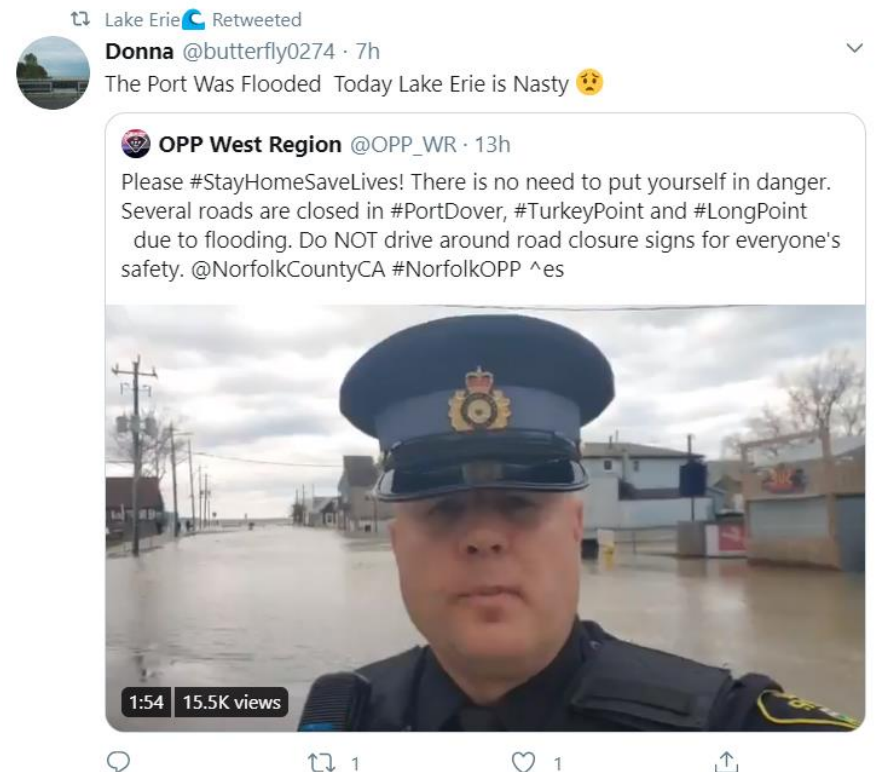 Lake Erie🌊 Retweeted
Donna @butterfly0274 · 7h
The Port Was Flooded Today Lake Erie is Nasty 😟
OPP West Region @OPP_WR · 13h
Please #StayHomeSaveLives! There is no need to put yourself in danger.
Several roads are closed in #PortDover, #TurkeyPoint and #LongPoint
due to flooding. Do NOT drive around road closure signs for everyone's
safety. @NorfolkCountyCA #NorfolkOPP ^es
1:54 15.5K views
1 1